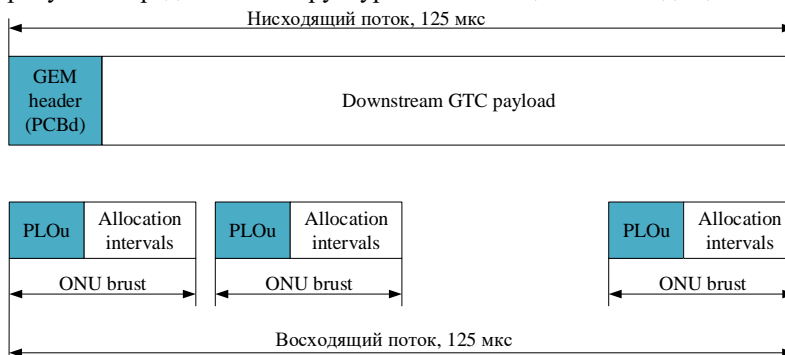 Нисходящий поток, 125 мкс
GEM
header
(PCBd)
Downstream GTC payload
PLOu
Allocation
intervals
PLOu
Allocation
intervals
PLOu
Allocation
intervals
ONU brust
ONU brust
ONU brust
Восходящий поток, 125 мкс